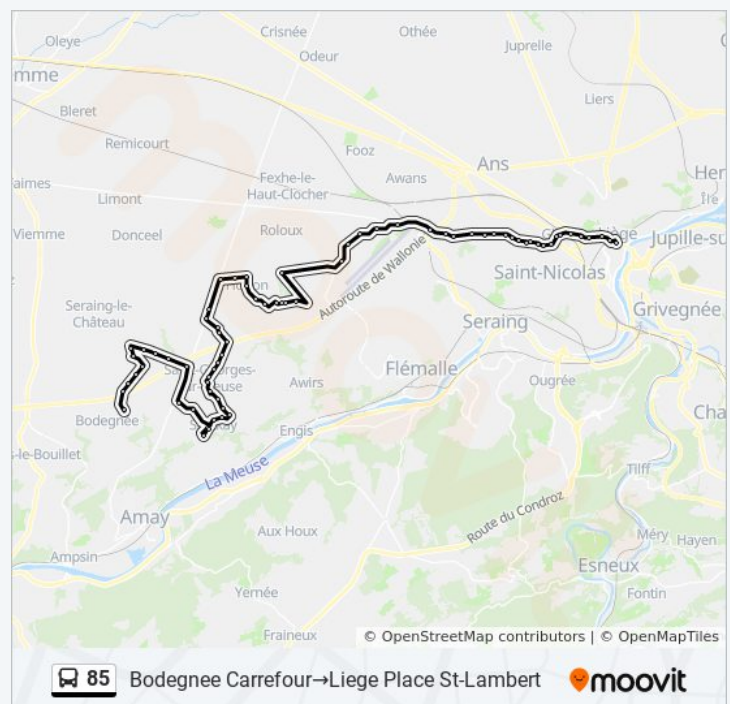 Crisnée
Othée
Oleye
Odeur
Juprelle
mme
Bleret
Liers
Remicourt
Fooz
Ans
Fexhe-le-
Haut-Clocher
Awans
Her
aimes
Limont
Île
Viemme
Donceel
Roloux
Jupille-su
Saint-Nicolas
Autoroute de Wallonie
Seraing-le-
Château
Grivegnée
Seraing
Flémalle
Awirs
Ougrée
Bodegnée
Cha
Engis
s-le-Bouillet
La Meuse
Tilff
Amay
Route du Condroz
Aux Houx
Méry
Hayen
Ampsin
Esneux
Yernée
Fontin
Fraineux
© OpenStreetMap contributors | © OpenMapTiles
85 Bodegnee Carrefour→Liege Place St-Lambert moovit